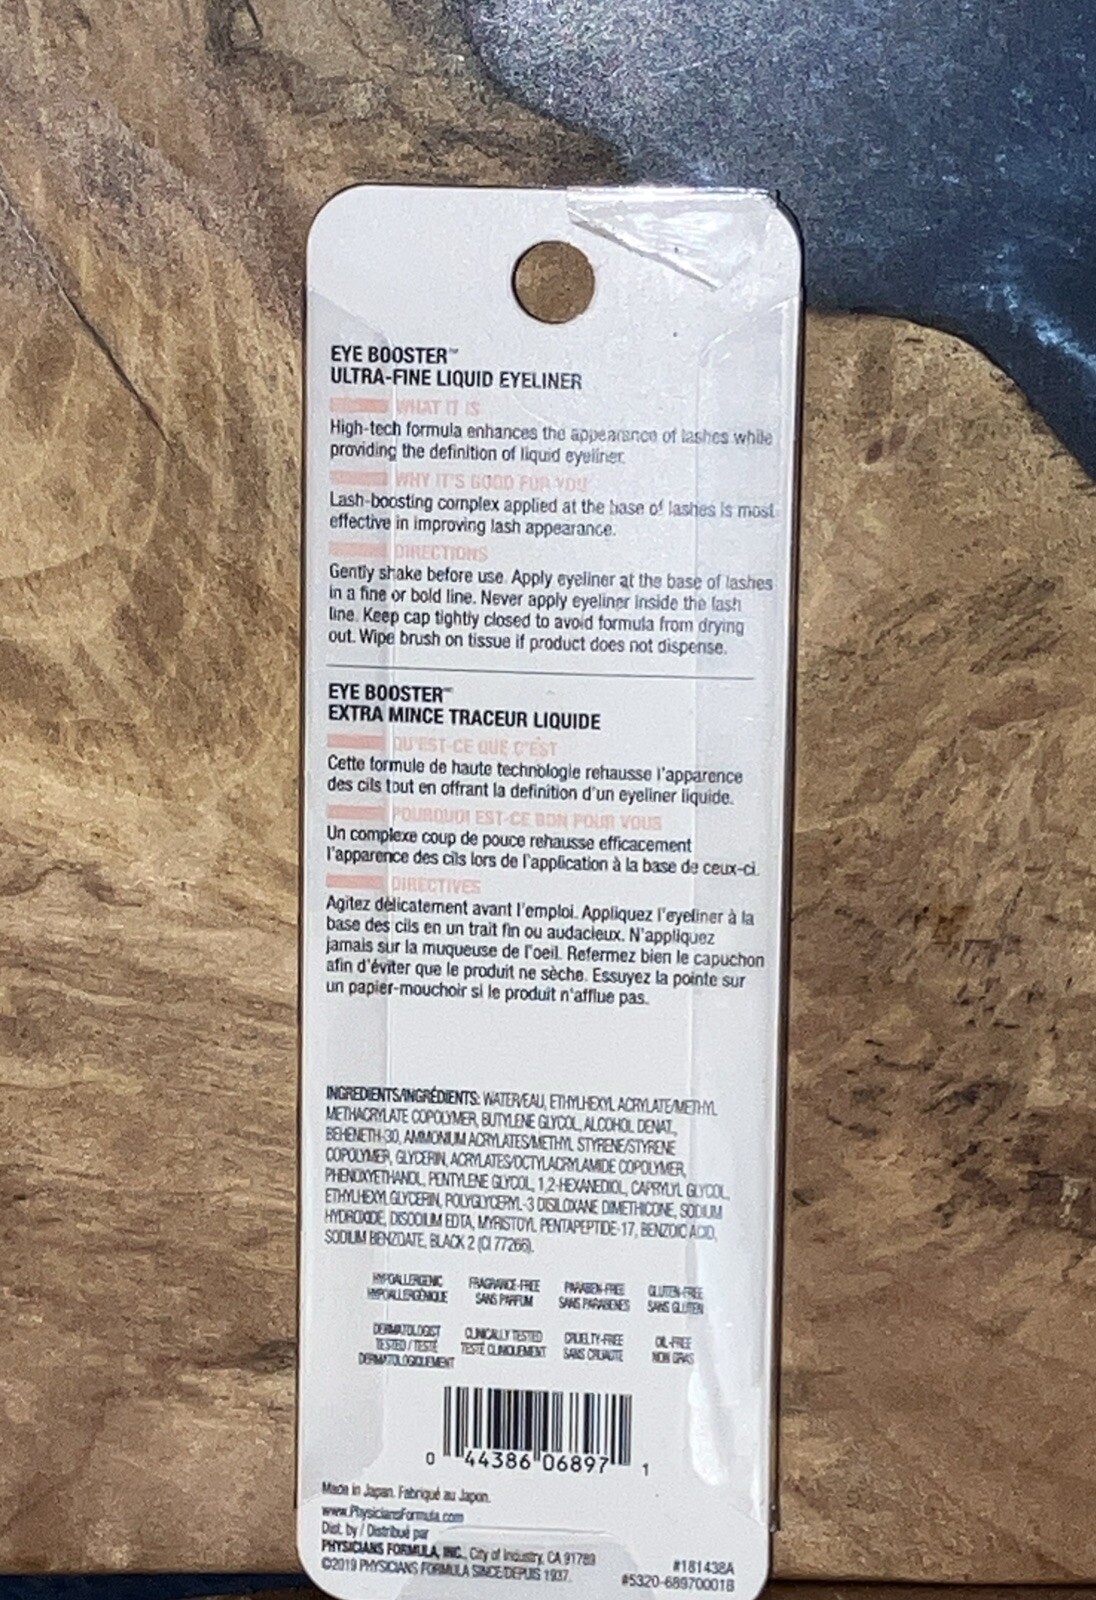 EYE BOOSTER™
ULTRA-FINE LIQUID EYELINER
WHAT IT IS
High-tech formula enhances the appearance of lashes while
providing the definition of liquid eyeliner.
WHY IT'S GOOD FOR YOU
Lash-boosting complex applied at the base of lashes is most
effective in improving lash appearance.
DIRECTIONS
Gently shake before use. Apply eyeliner at the base of lashes
in a fine or bold line. Never apply eyeliner inside the lash
line. Keep cap tightly closed to avoid formula from drying
out. Wipe brush on tissue if product does not dispense.
EYE BOOSTER™
EXTRA MINCE TRACEUR LIQUIDE
QU'EST-CE QUE C'EST
Cette formule de haute technologie rehausse l'apparence
des cils tout en offrant la definition d'un eyeliner liquide.
POURQUOI EST-CE BON POUR VOUS
Un complexe coup de pouce rehausse efficacement
l'apparence des cils lors de l'application à la base de ceux-ci.
DIRECTIVES
Agitez délicatement avant l'emploi. Appliquez l'eyeliner à la
base des cils en un trait fin ou audacieux. N'appliquez
jamais sur la muqueuse de l'oeil. Refermez bien le capuchon
afin d'éviter que le produit ne sèche. Essuyez la pointe sur
un papier-mouchoir si le produit n'afflue pas.
INGREDIENTS/INGRÉDIENTS: WATER/EAU, ETHYLHEXYL ACRYLATE/METHYL
METHACRYLATE COPOLYMER, BUTYLENE GLYCOL, ALCOHOL DENAT.,
BEHENETH-30, AMMONIUM ACRYLATES/METHYL STYRENE/STYRENE
COPOLYMER, GLYCERIN, ACRYLATES/OCTYLACRYLAMIDE COPOLYMER,
PHENOXYETHANOL, PENTYLENE GLYCOL, 1,2-HEXANEDIOL, CAPRYLYL GLYCOL,
ETHYLHEXYL GLYCERIN, POLYGLYCERYL-3 DISILOXANE DIMETHICONE, SODIUM
HYDROXIDE, DISODIUM EDTA, MYRISTOYL PENTAPEPTIDE-17, BENZOIC ACID,
SODIUM BENZOATE, BLACK 2 (CI 77266).
HYPOALLERGENIC FRAGRANCE-FREE PARABEN-FREE GLUTEN-FREE
HYPOALLERGÉNIQUE SANS PARFUM SANS PARABÈNES SANS GLUTEN
DERMATOLOGIST CLINICALLY TESTED CRUELTY-FREE OIL-FREE
TESTED / TESTÉ TESTÉ CLINIQUEMENT SANS CRUAUTÉ NON GRAS
DERMATOLOGIQUEMENT
0 44386 06897 1
Made in Japan. Fabriqué au Japon.
www.PhysiciansFormula.com
Dist. by / Distribué par
PHYSICIANS FORMULA, INC., City of Industry, CA 91789
©2019 PHYSICIANS FORMULA SINCE/DEPUIS 1937.
#181438A
#5320-689700018